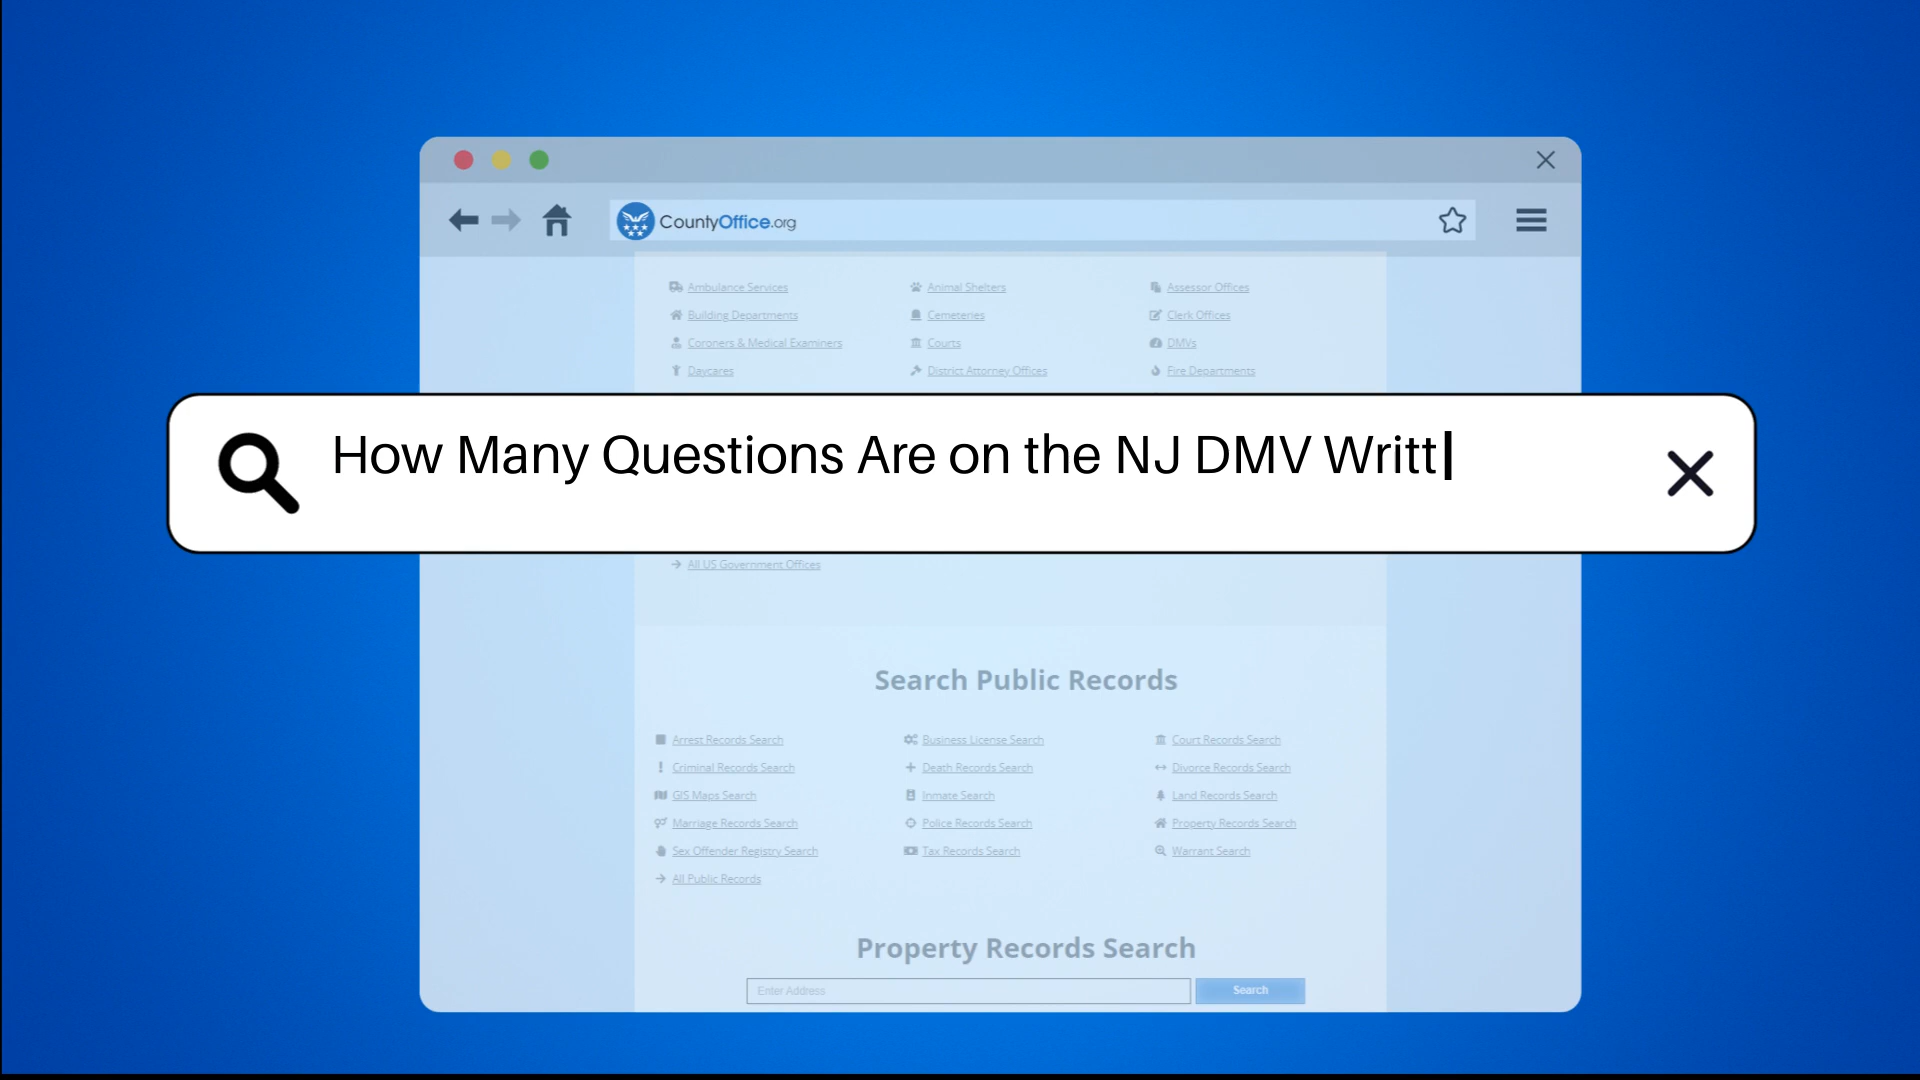 CountyOffice.org
Ambulance Services Animal Shelters Assessor Offices
Building Departments Cemeteries Clerk Offices
Coroners & Medical Examiners Courts DMVs
Daycares District Attorney Offices Fire Departments
How Many Questions Are on the NJ DMV Writt
All US Government Offices
Search Public Records
Arrest Records Search Business License Search Court Records Search
Criminal Records Search Death Records Search Divorce Records Search
GIS Maps Search Inmate Search Land Records Search
Marriage Records Search Police Records Search Property Records Search
Sex Offender Registry Search Tax Records Search Warrant Search
All Public Records
Property Records Search
Enter Address Search